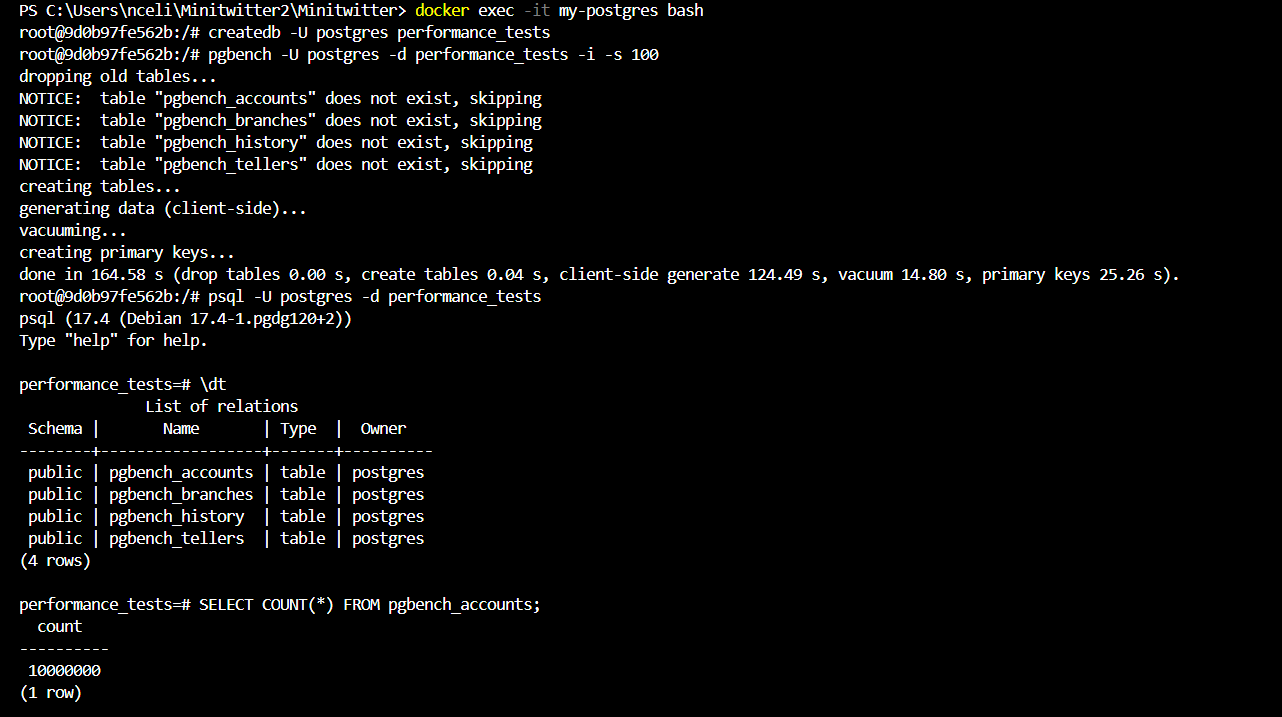 PS C:\Users\nceli\Minitwitter2\Minitwitter> docker exec -it my-postgres bash
root@9d0b97fe562b:/# createdb -U postgres performance_tests
root@9d0b97fe562b:/# pgbench -U postgres -d performance_tests -i -s 100
dropping old tables...
NOTICE:  table "pgbench_accounts" does not exist, skipping
NOTICE:  table "pgbench_branches" does not exist, skipping
NOTICE:  table "pgbench_history" does not exist, skipping
NOTICE:  table "pgbench_tellers" does not exist, skipping
creating tables...
generating data (client-side)...
vacuuming...
creating primary keys...
done in 164.58 s (drop tables 0.00 s, create tables 0.04 s, client-side generate 124.49 s, vacuum 14.80 s, primary keys 25.26 s).
root@9d0b97fe562b:/# psql -U postgres -d performance_tests
psql (17.4 (Debian 17.4-1.pgdg120+2))
Type "help" for help.

performance_tests=# \dt
              List of relations
 Schema |       Name       | Type  |  Owner
--------+------------------+-------+----------
 public | pgbench_accounts | table | postgres
 public | pgbench_branches | table | postgres
 public | pgbench_history  | table | postgres
 public | pgbench_tellers  | table | postgres
(4 rows)

performance_tests=# SELECT COUNT(*) FROM pgbench_accounts;
  count
----------
 10000000
(1 row)